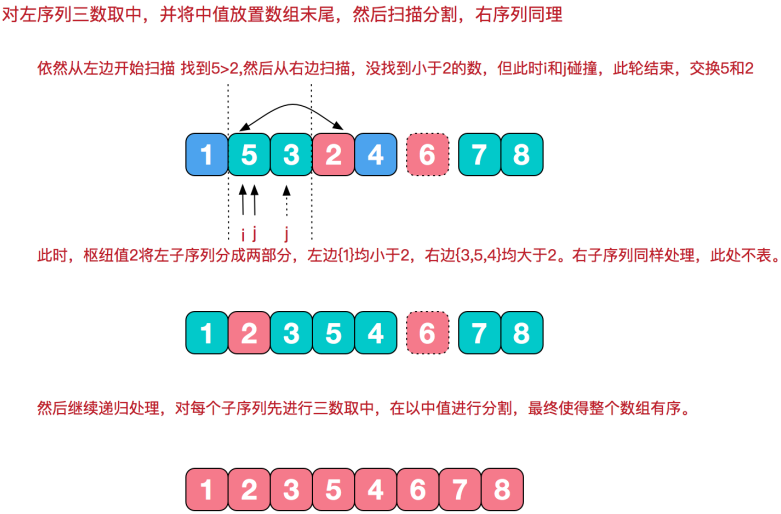 对左序列三数取中，并将中值放置数组末尾，然后扫描分割，右序列同理
依然从左边开始扫描 找到5>2,然后从右边扫描，没找到小于2的数，但此时i和j碰撞，此轮结束，交换5和2
1 5 3 2 4 6 7 8
i j j
此时，枢纽值2将左子序列分成两部分，左边{1}均小于2，右边{3,5,4}均大于2。右子序列同样处理，此处不表。
1 2 3 5 4 6 7 8
然后继续递归处理，对每个子序列先进行三数取中，在以中值进行分割，最终使得整个数组有序。
1 2 3 5 4 6 7 8